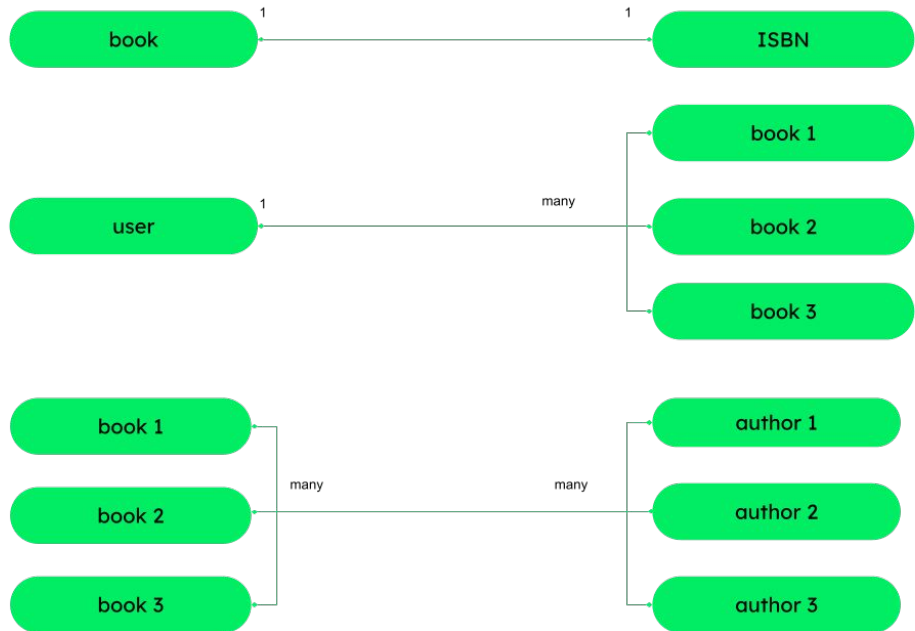 1
1
book
ISBN
book 1
many
1
user
book 2
book 3
book 1
author 1
many
many
book 2
author 2
book 3
author 3